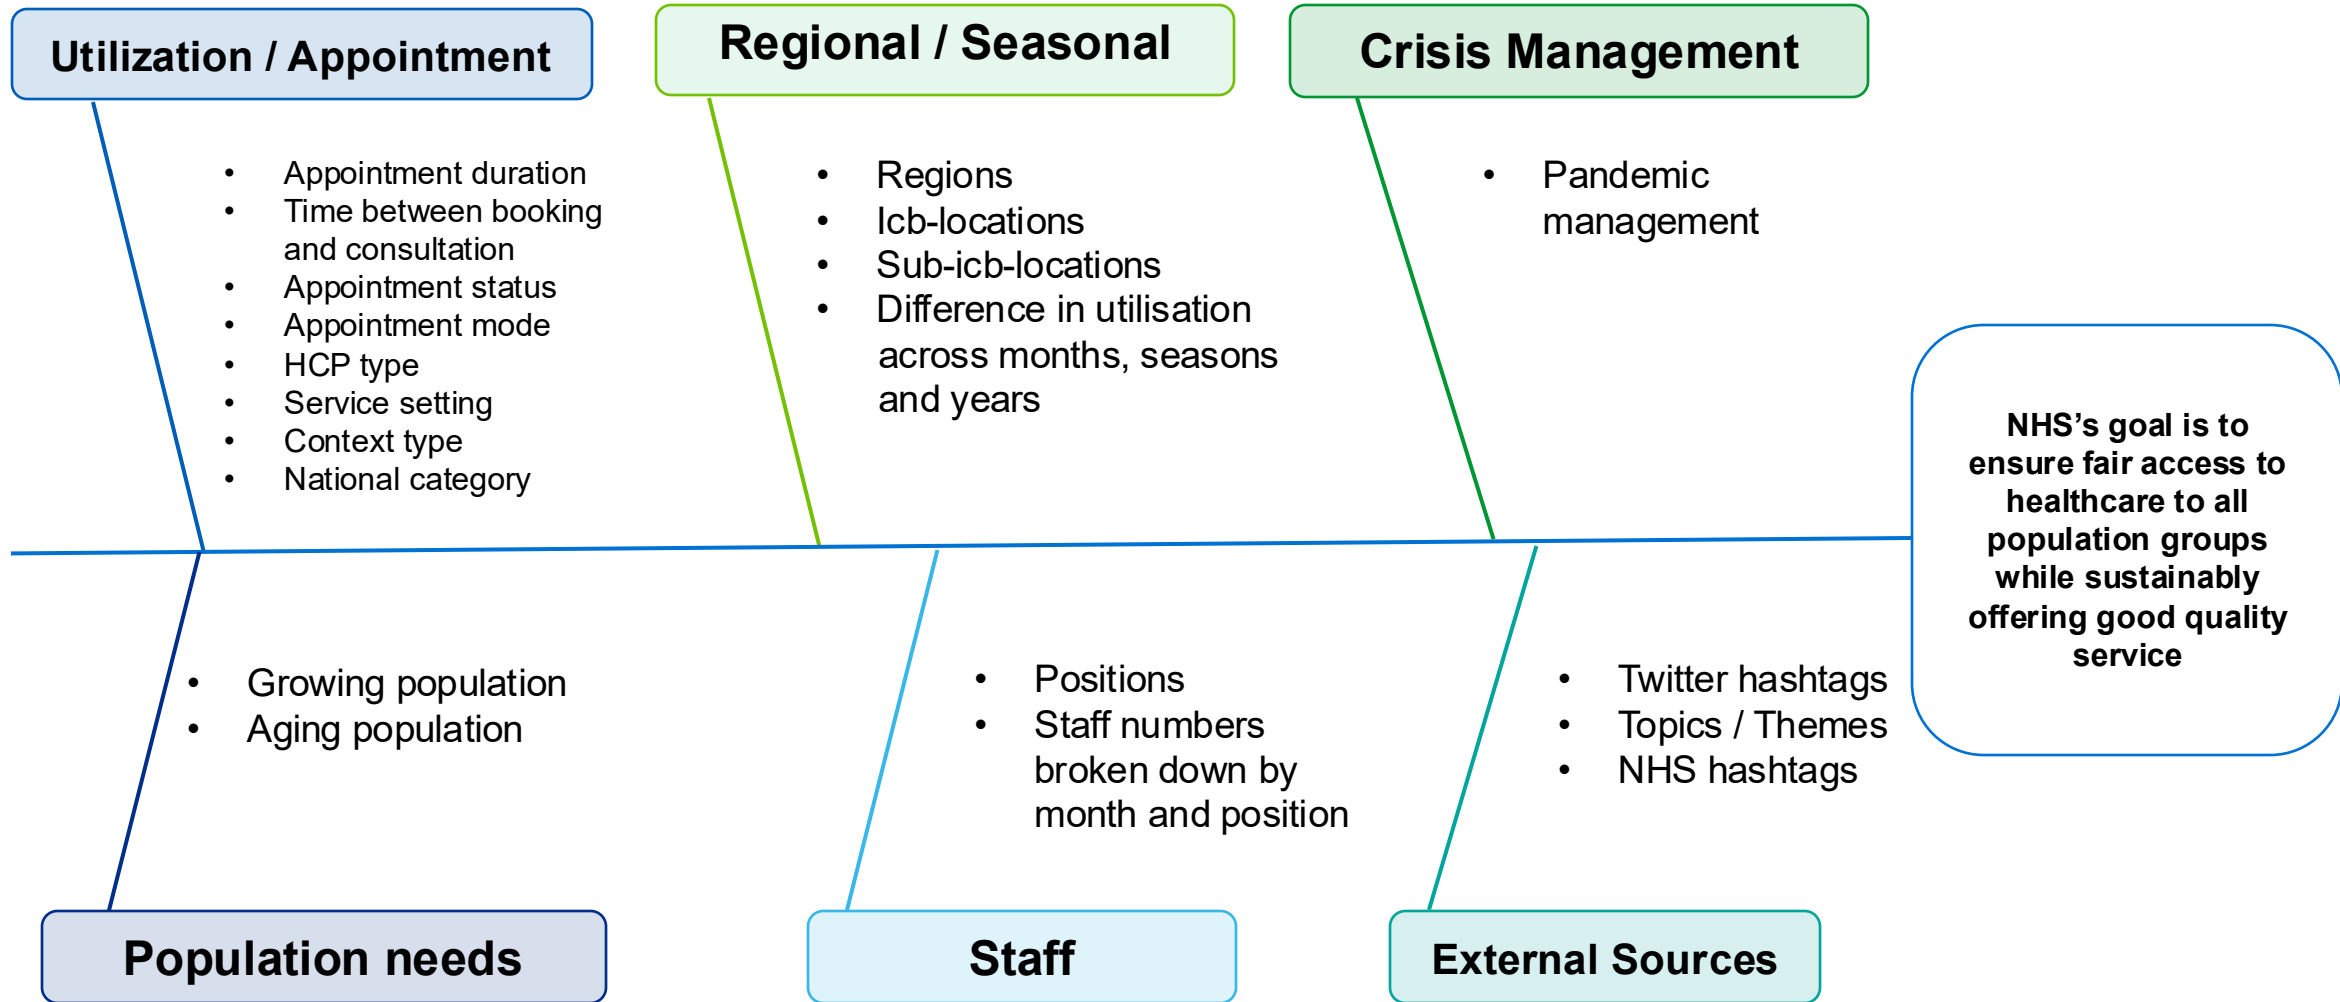 Utilization / Appointment
Regional / Seasonal
Crisis Management
• Appointment duration
• Time between booking
and consultation
• Appointment status
• Appointment mode
• HCP type
• Service setting
• Context type
• National category
• Regions
• Icb-locations
• Sub-icb-locations
• Difference in utilisation
across months, seasons
and years
• Pandemic
management
NHS’s goal is to
ensure fair access to
healthcare to all
population groups
while sustainably
offering good quality
service
• Growing population
• Aging population
• Positions
• Staff numbers
broken down by
month and position
• Twitter hashtags
• Topics / Themes
• NHS hashtags
Population needs
Staff
External Sources